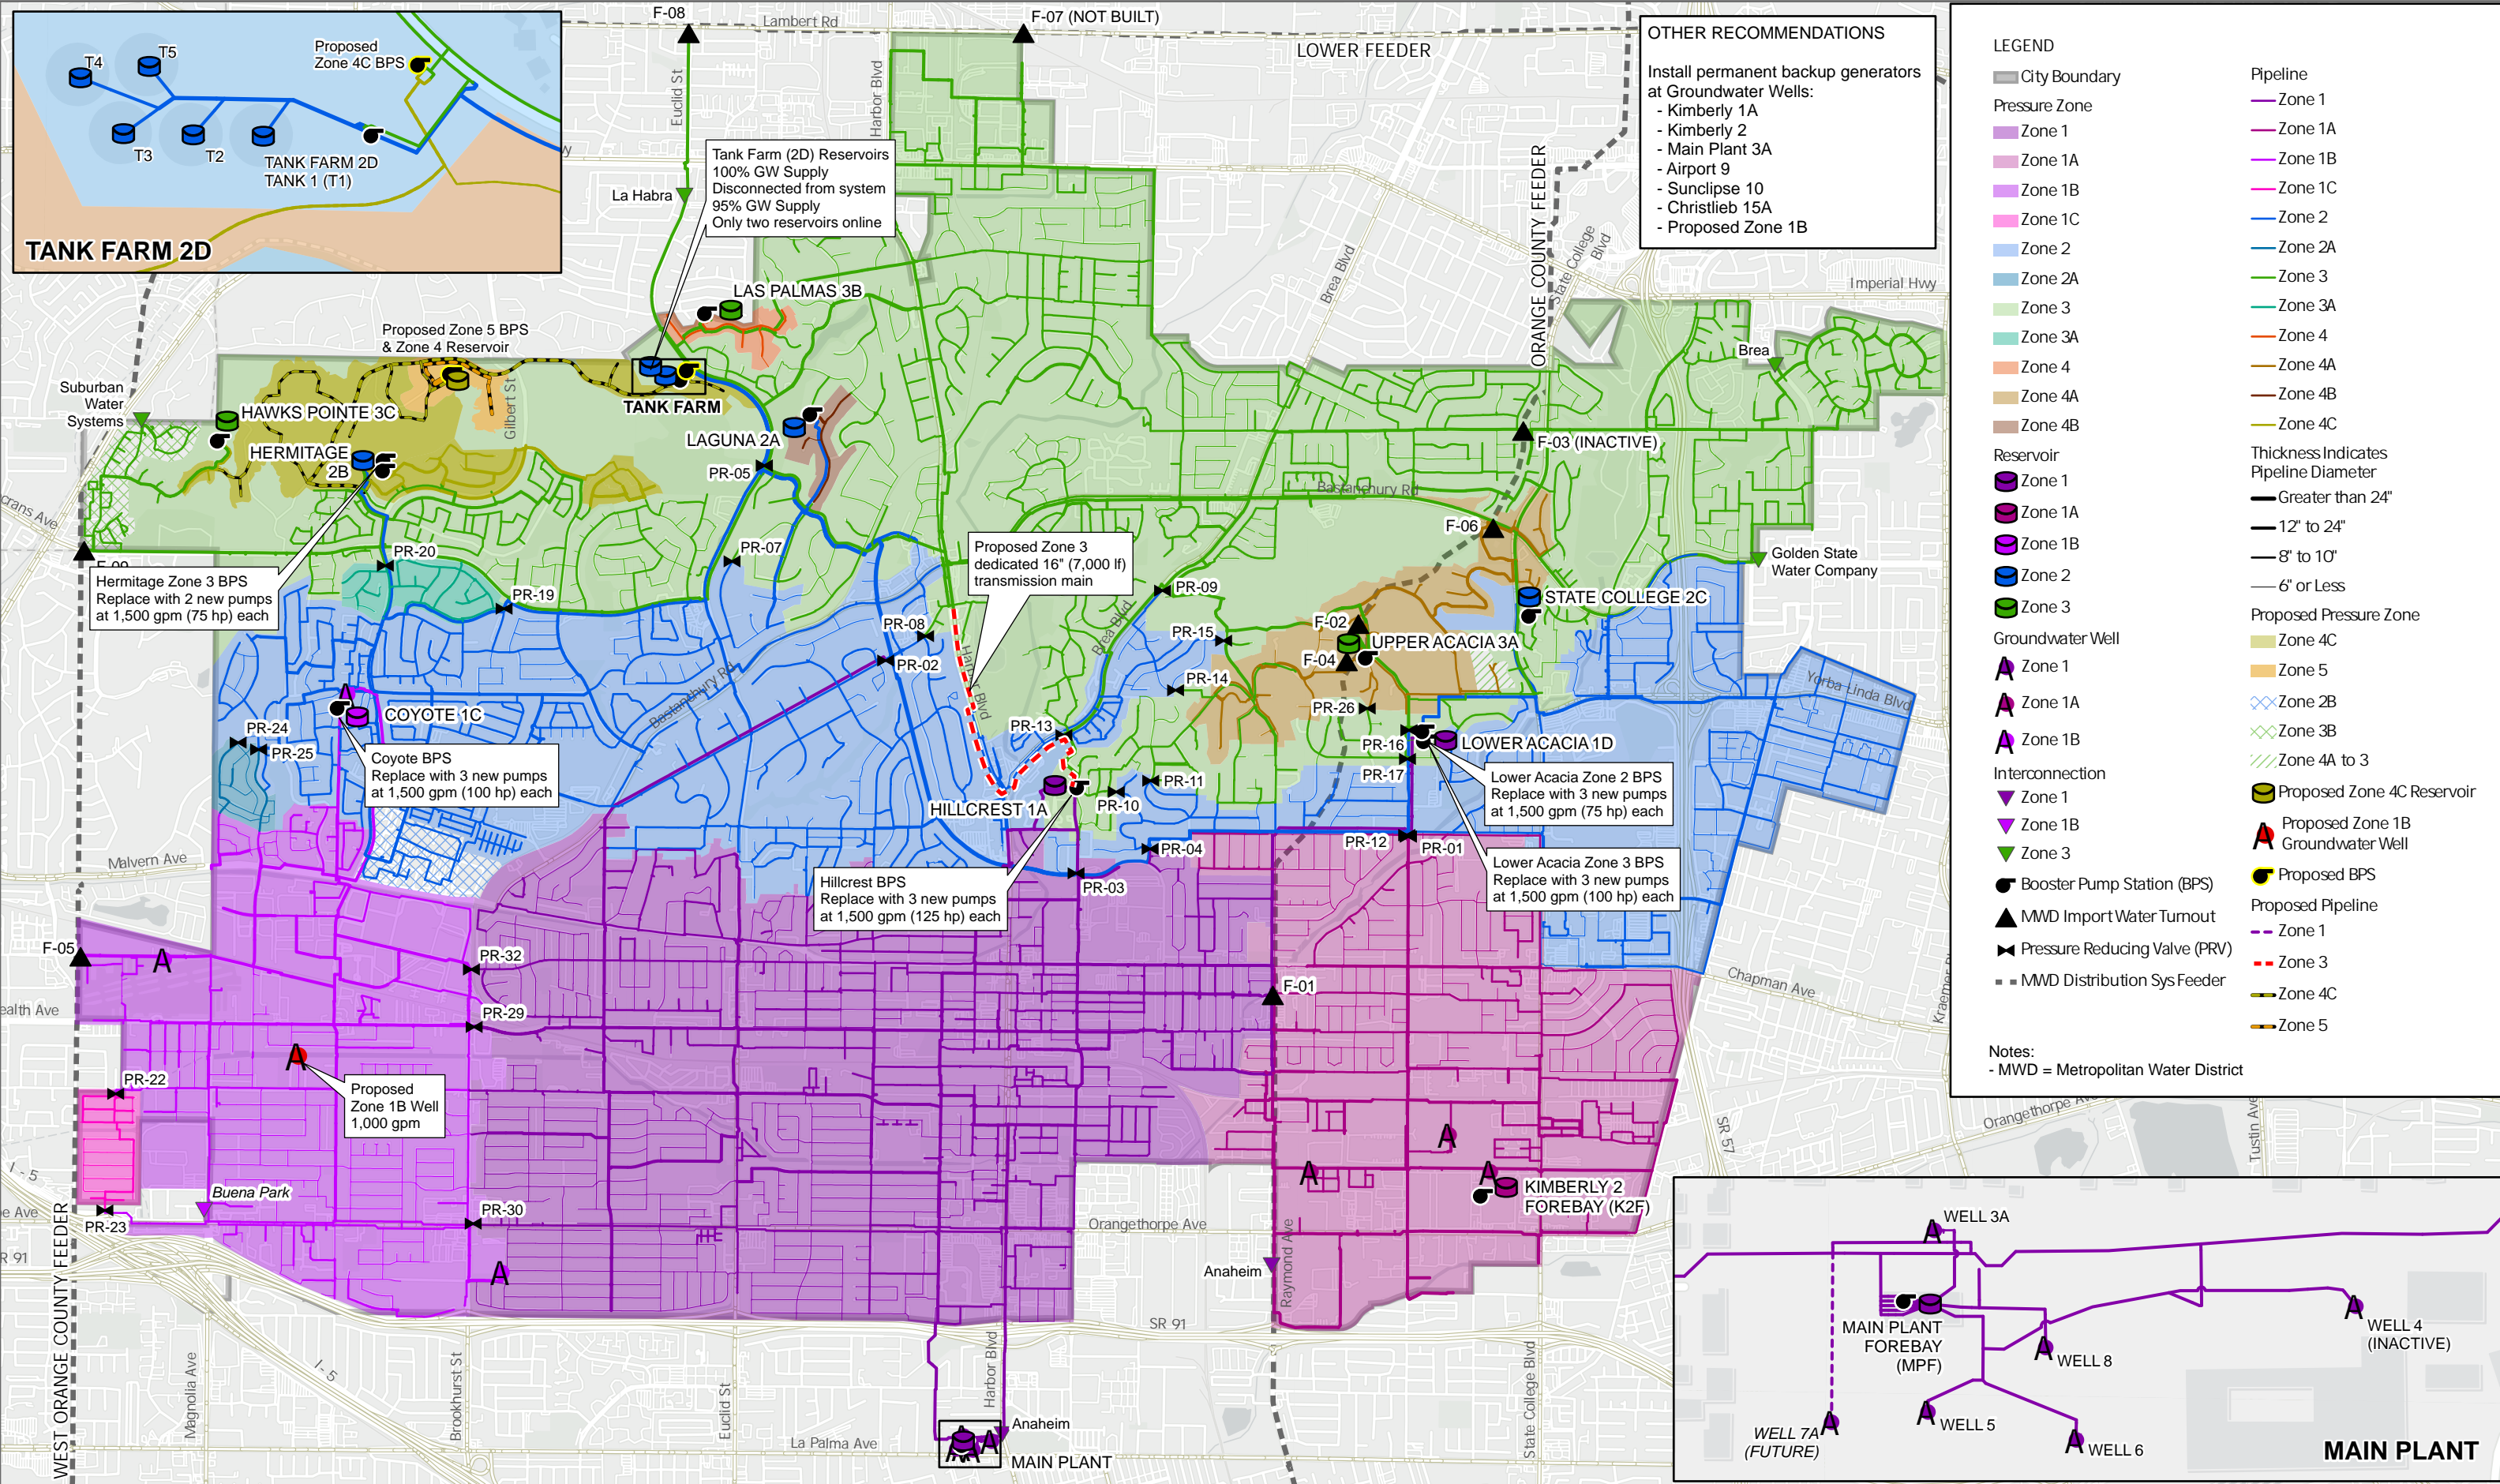 T4
T5
Proposed
Zone 4C BPS
T3
T2
TANK FARM 2D
TANK 1 (T1)
TANK FARM 2D
F-08
Lambert Rd
F-07 (NOT BUILT)
LOWER FEEDER
Euclid St
Harbor Blvd
La Habra
Tank Farm (2D) Reservoirs
100% GW Supply
Disconnected from system
95% GW Supply
Only two reservoirs online
OTHER RECOMMENDATIONS
Install permanent backup generators
at Groundwater Wells:
- Kimberly 1A
- Kimberly 2
- Main Plant 3A
- Airport 9
- Sunclipse 10
- Christlieb 15A
- Proposed Zone 1B
ORANGE COUNTY FEEDER
State College
Blvd
Brea Blvd
Imperial Hwy
LAS PALMAS 3B
Proposed Zone 5 BPS
& Zone 4 Reservoir
Suburban
Water
Systems
HAWKS POINTE 3C
Gilbert St
TANK FARM
HERMITAGE
2B
LAGUNA 2A
PR-05
Brea
F-03 (INACTIVE)
Bastanchury Rd
F-06
crans Ave
F-09
PR-20
PR-07
Hermitage Zone 3 BPS
Replace with 2 new pumps
at 1,500 gpm (75 hp) each
PR-19
Proposed Zone 3
dedicated 16" (7,000 lf)
transmission main
Golden State
Water Company
PR-09
STATE COLLEGE 2C
PR-08
PR-02
Brea Blvd
PR-15
F-02
UPPER ACACIA 3A
F-04
PR-14
Harbor Blvd
Bastanchury Rd
Yorba Linda Blvd
COYOTE 1C
PR-24
PR-25
PR-13
PR-26
PR-16
LOWER ACACIA 1D
PR-17
Coyote BPS
Replace with 3 new pumps
at 1,500 gpm (100 hp) each
Lower Acacia Zone 2 BPS
Replace with 3 new pumps
at 1,500 gpm (75 hp) each
PR-11
PR-10
HILLCREST 1A
Malvern Ave
PR-04
PR-12
PR-01
Lower Acacia Zone 3 BPS
Replace with 3 new pumps
at 1,500 gpm (100 hp) each
PR-03
Hillcrest BPS
Replace with 3 new pumps
at 1,500 gpm (125 hp) each
F-05
PR-32
Chapman Ave
F-01
ealth Ave
PR-29
PR-22
Proposed
Zone 1B Well
1,000 gpm
I - 5
Buena Park
PR-23
PR-30
KIMBERLY 2
FOREBAY (K2F)
Orangethorpe Ave
Anaheim
Raymond Ave
SR 57
Tustin Ave
WEST ORANGE COUNTY FEEDER
R 91
SR 91
Magnolia Ave
I - 5
Brookhurst St
Euclid St
Harbor Blvd
State College Blvd
Anaheim
La Palma Ave
MAIN PLANT
LEGEND
City Boundary
Pressure Zone
Zone 1
Zone 1A
Zone 1B
Zone 1C
Zone 2
Zone 2A
Zone 3
Zone 3A
Zone 4
Zone 4A
Zone 4B
Reservoir
Zone 1
Zone 1A
Zone 1B
Zone 2
Zone 3
Groundwater Well
Zone 1
Zone 1A
Zone 1B
Interconnection
Zone 1
Zone 1B
Zone 3
Booster Pump Station (BPS)
MWD Import Water Turnout
Pressure Reducing Valve (PRV)
MWD Distribution Sys Feeder
Pipeline
Zone 1
Zone 1A
Zone 1B
Zone 1C
Zone 2
Zone 2A
Zone 3
Zone 3A
Zone 4
Zone 4A
Zone 4B
Zone 4C
Thickness Indicates
Pipeline Diameter
Greater than 24"
12" to 24"
8" to 10"
6" or Less
Proposed Pressure Zone
Zone 4C
Zone 5
Zone 2B
Zone 3B
Zone 4A to 3
Proposed Zone 4C Reservoir
Proposed Zone 1B
Groundwater Well
Proposed BPS
Proposed Pipeline
Zone 1
Zone 3
Zone 4C
Zone 5
Notes:
- MWD = Metropolitan Water District
WELL 3A
MAIN PLANT
FOREBAY
(MPF)
WELL 4
(INACTIVE)
WELL 8
WELL 5
WELL 7A
(FUTURE)
WELL 6
MAIN PLANT